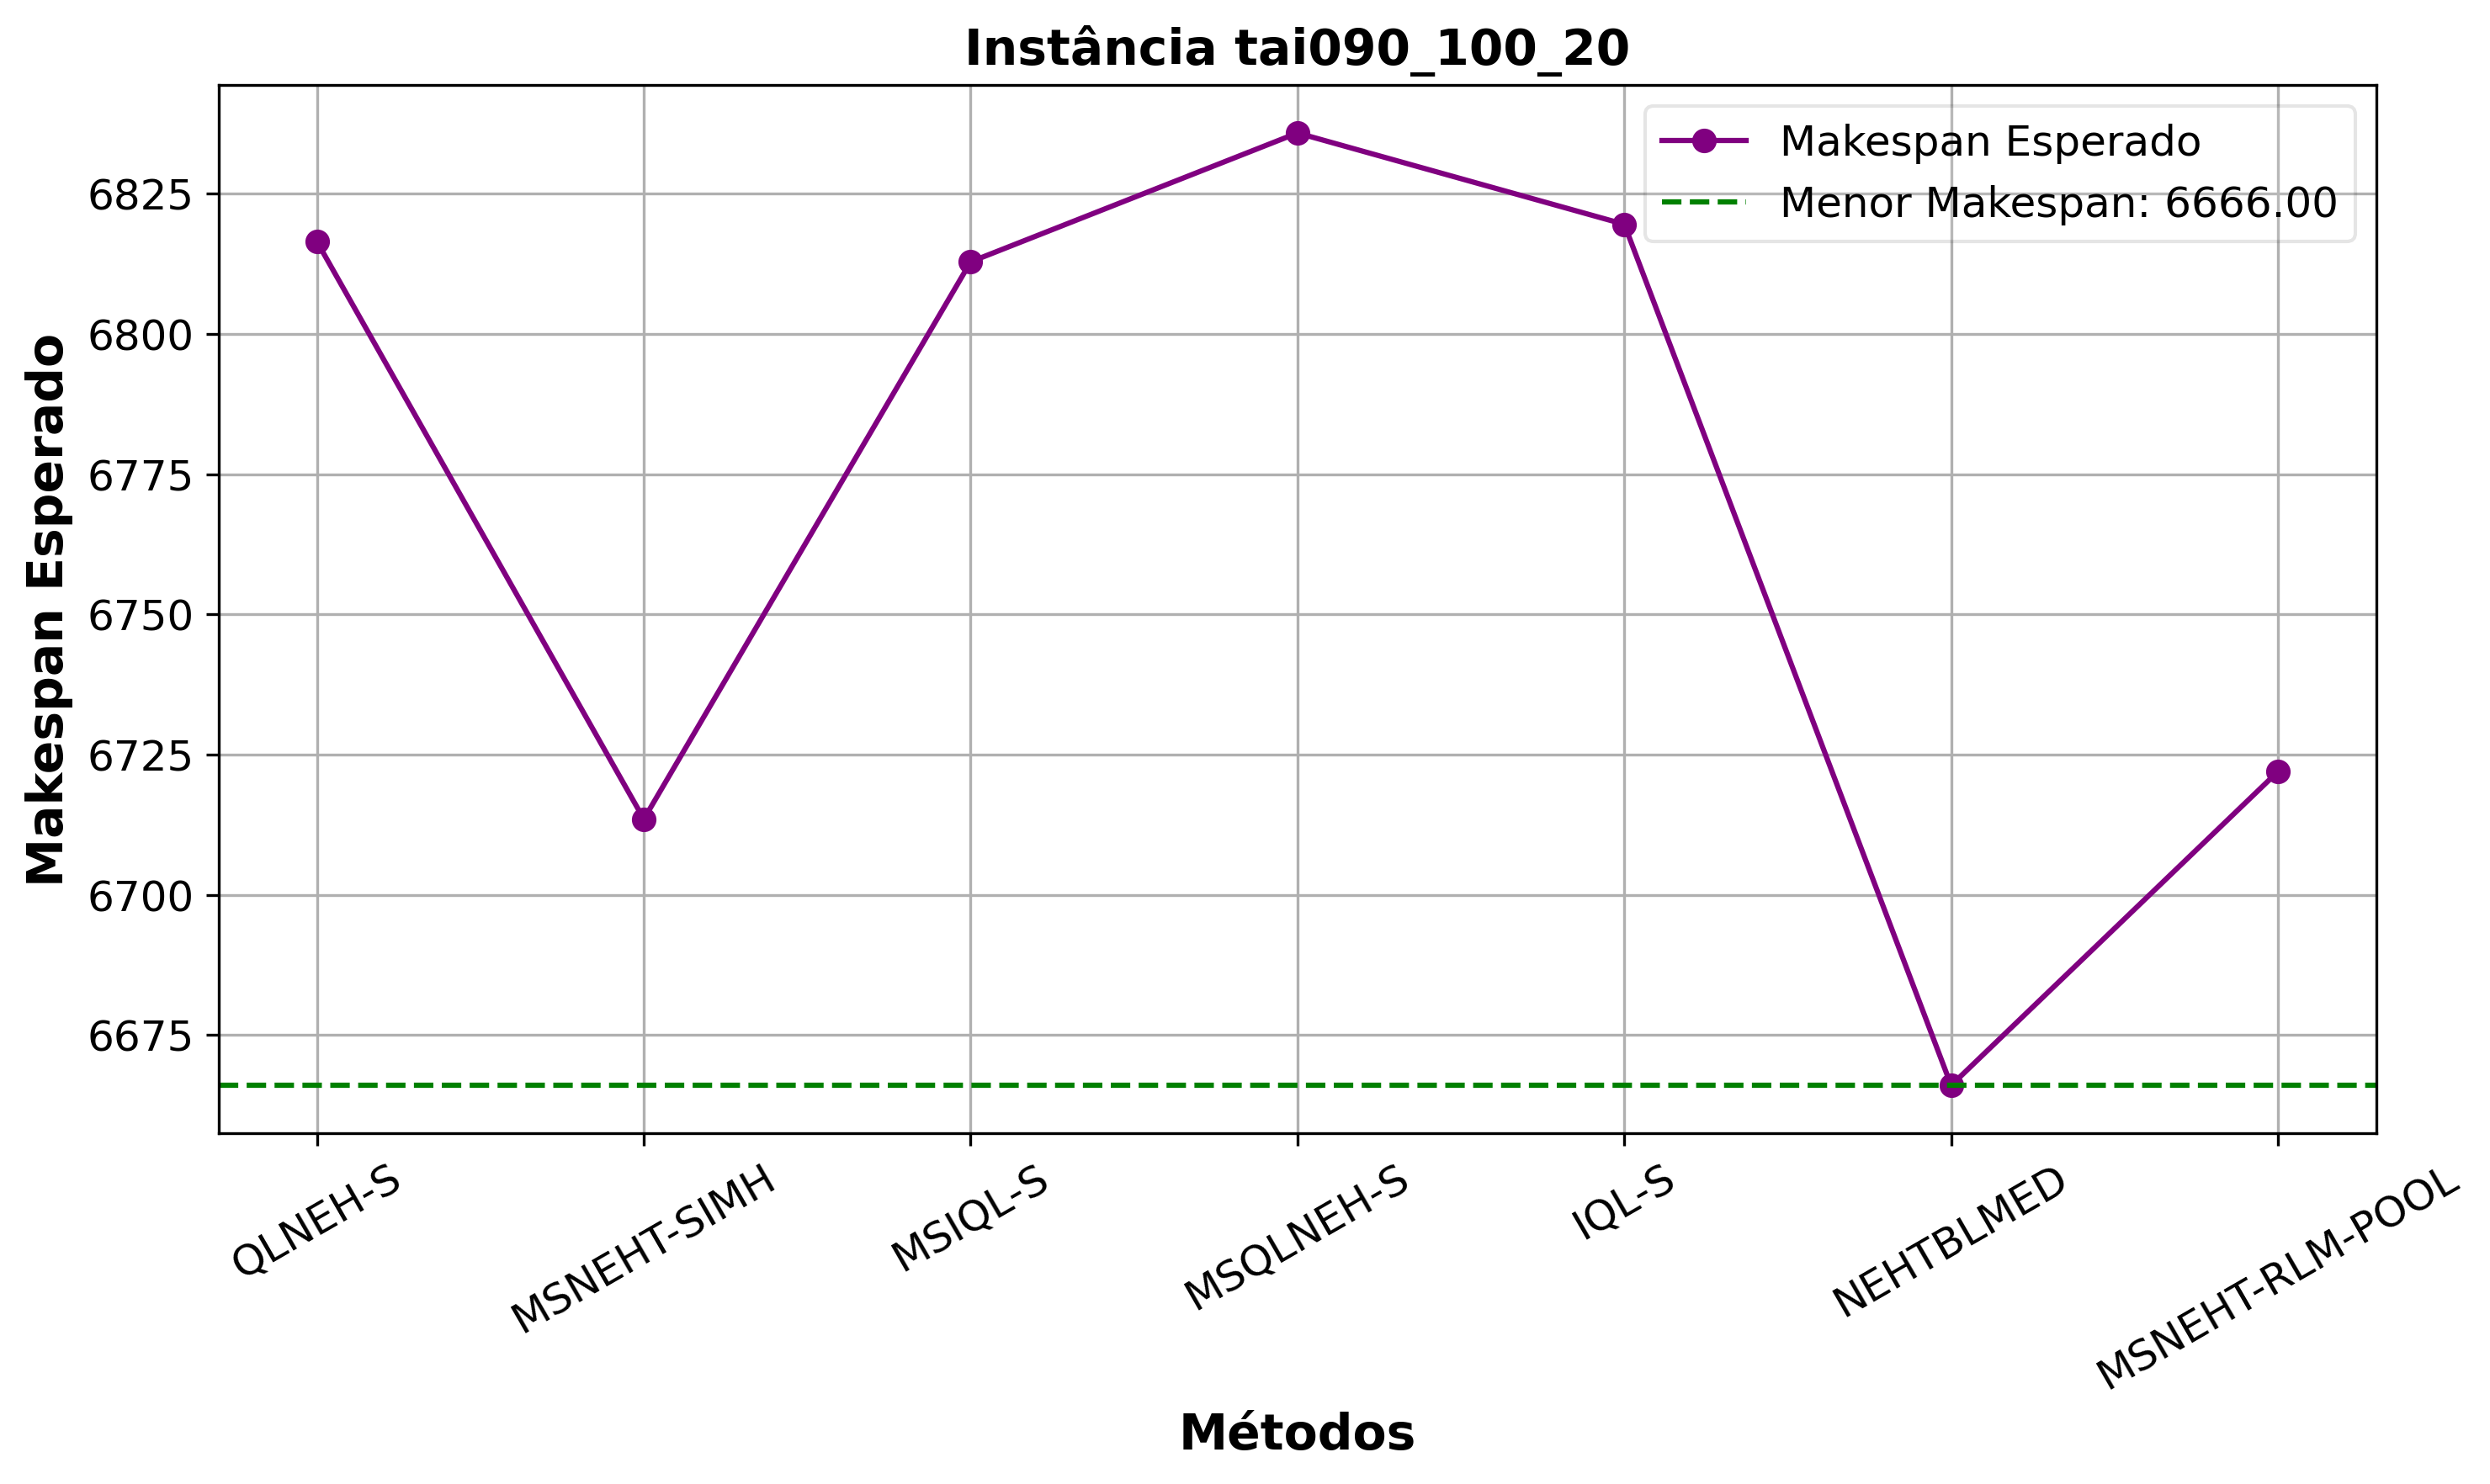 Instância tai090_100_20
Makespan Esperado
Menor Makespan: 6666.00
Makespan Esperado
6825
6800
6775
6750
6725
6700
6675
QLNEH-S
MSNEHT-SIMH
MSIQL-S
MSQLNEH-S
IQL-S
NEHTBLMED
MSNEHT-RLM-POOL
Métodos